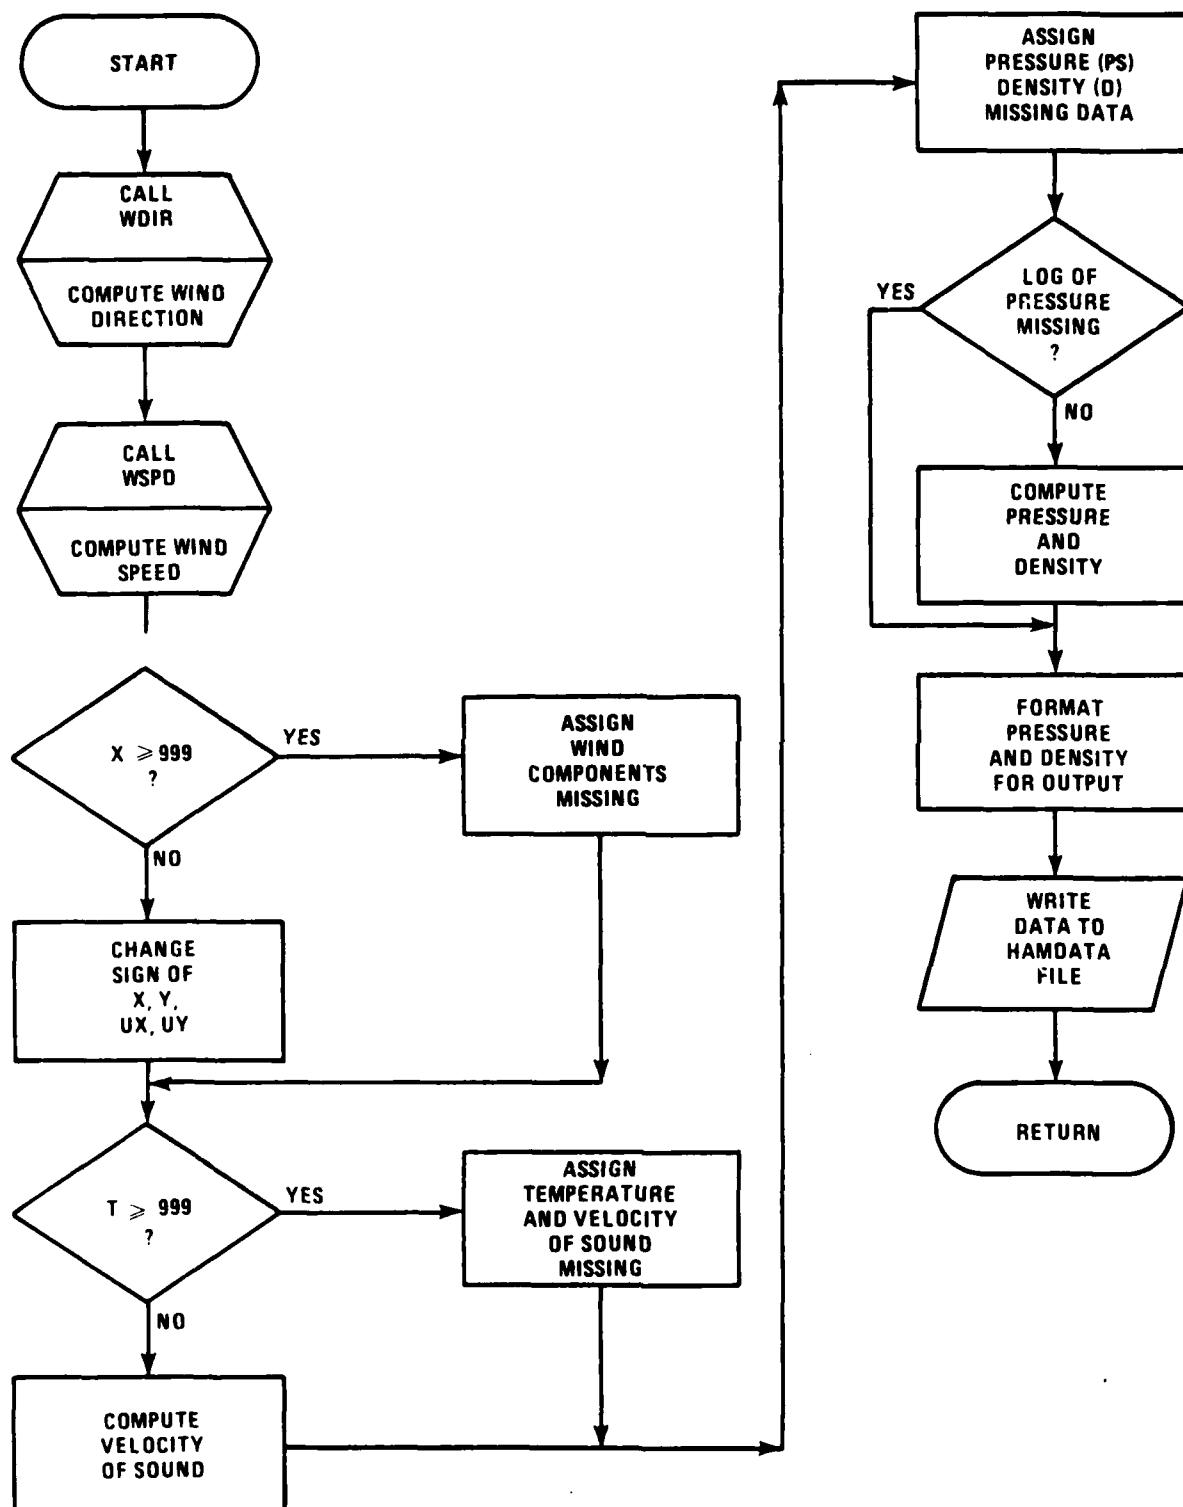 START
CALL
WDIR
COMPUTE WIND
DIRECTION
CALL
WSPD
COMPUTE WIND
SPEED
X ⩾ 999
?
YES
NO
ASSIGN
WIND
COMPONENTS
MISSING
CHANGE
SIGN OF
X, Y,
UX, UY
T ⩾ 999
?
YES
NO
ASSIGN
TEMPERATURE
AND VELOCITY
OF SOUND
MISSING
COMPUTE
VELOCITY
OF SOUND
ASSIGN
PRESSURE (PS)
DENSITY (D)
MISSING DATA
LOG OF
PRESSURE
MISSING
?
YES
NO
COMPUTE
PRESSURE
AND
DENSITY
FORMAT
PRESSURE
AND DENSITY
FOR OUTPUT
WRITE
DATA TO
HAMDATA
FILE
RETURN